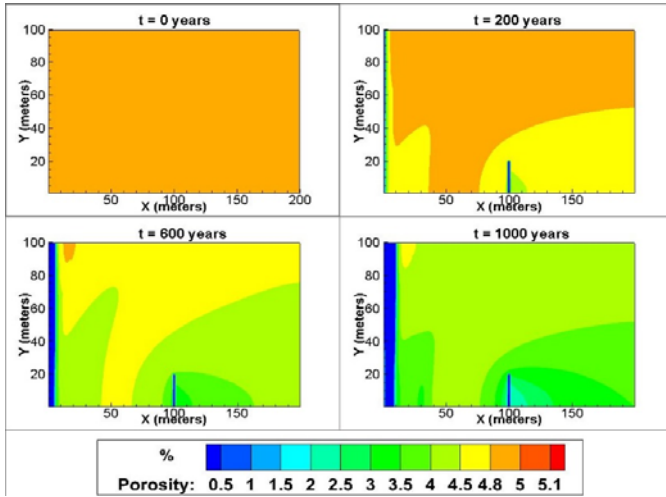 t = 0 years
t = 200 years
100
80
60
40
20
Y (meters)
50
100
150
200
X (meters)
100
80
60
40
20
Y (meters)
50
100
150
X (meters)
t = 600 years
t = 1000 years
100
80
60
40
20
Y (meters)
50
100
150
X (meters)
100
80
60
40
20
Y (meters)
50
100
150
X (meters)
%
Porosity: 0.5 1 1.5 2 2.5 3 3.5 4 4.5 4.8 5 5.1